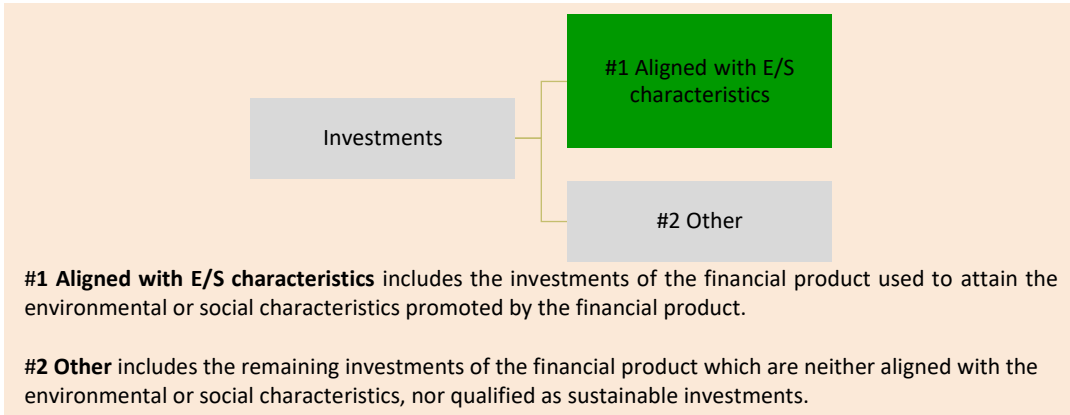 #1 Aligned with E/S
characteristics
Investments
#2 Other
#1 Aligned with E/S characteristics includes the investments of the financial product used to attain the
environmental or social characteristics promoted by the financial product.
#2 Other includes the remaining investments of the financial product which are neither aligned with the
environmental or social characteristics, nor qualified as sustainable investments.